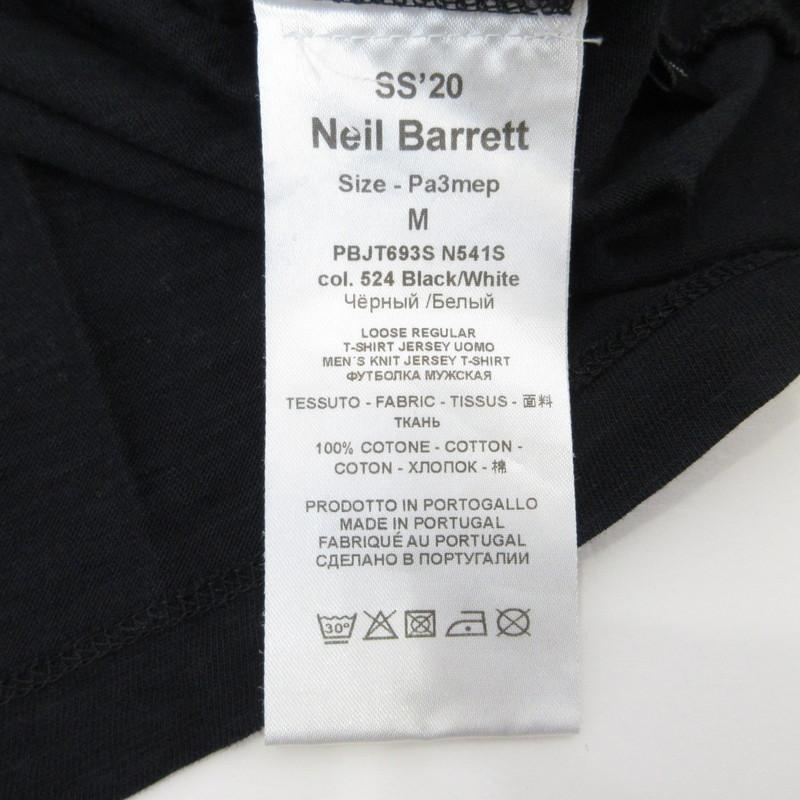 SS’20
Neil Barrett
Size - Pa3mep
M
PBJT693S N541S
col. 524 Black/White
Чёрный /Белый
LOOSE REGULAR
T-SHIRT JERSEY UOMO
MEN´S KNIT JERSEY T-SHIRT
ФУТБОЛКА МУЖСКАЯ
TESSUTO - FABRIC - TISSUS - 面料
ТКАНЬ
100% COTONE - COTTON -
COTON - ХЛОПОК - 棉
PRODOTTO IN PORTOGALLO
MADE IN PORTUGAL
FABRIQUÉ AU PORTUGAL
СДЕЛАНО В ПОРТУГАЛИИ
30°